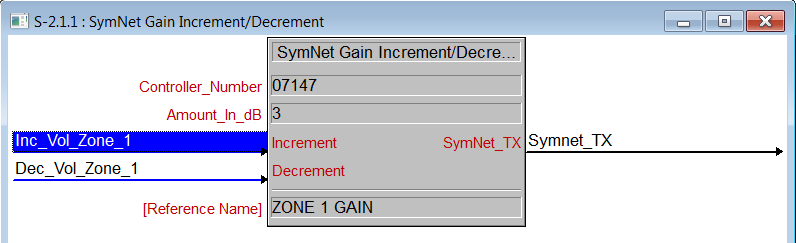 S-2.1.1 : SymNet Gain Increment/Decrement
SymNet Gain Increment/Decre...
Controller_Number 07147
Amount_In_dB 3
Inc_Vol_Zone_1 Increment SymNet_TX Symnet_TX
Dec_Vol_Zone_1 Decrement
[Reference Name] ZONE 1 GAIN